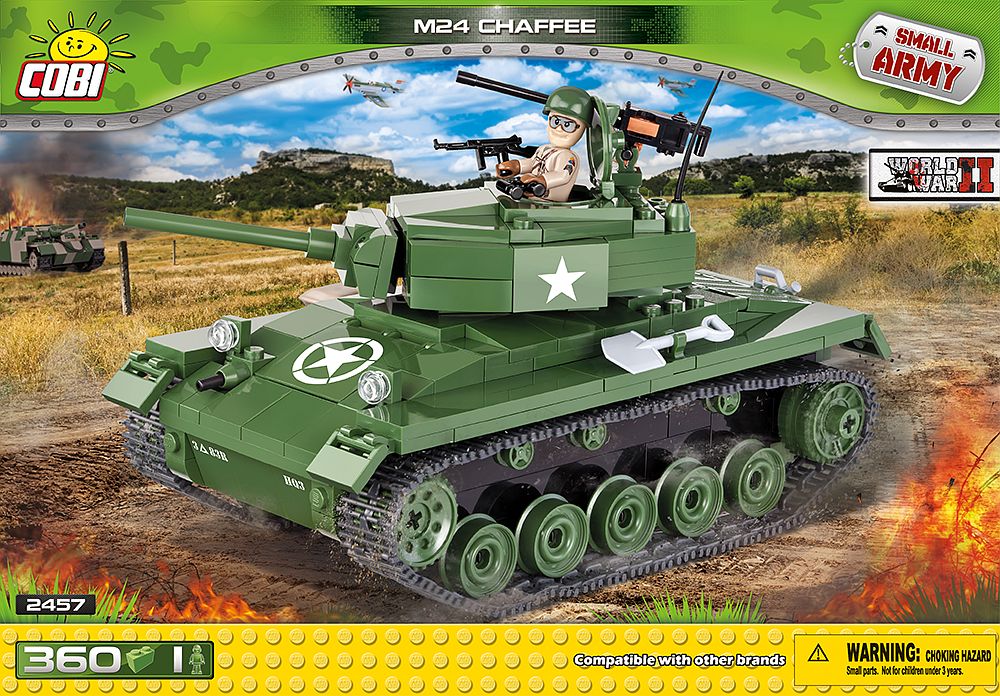 M24 CHAFFEE
COBI
SMALL
ARMY
WORLD
WAR II
3 83R
HQ3
2457
360 1
Compatible with other brands
WARNING: CHOKING HAZARD
Small parts. Not for children under 3 years.